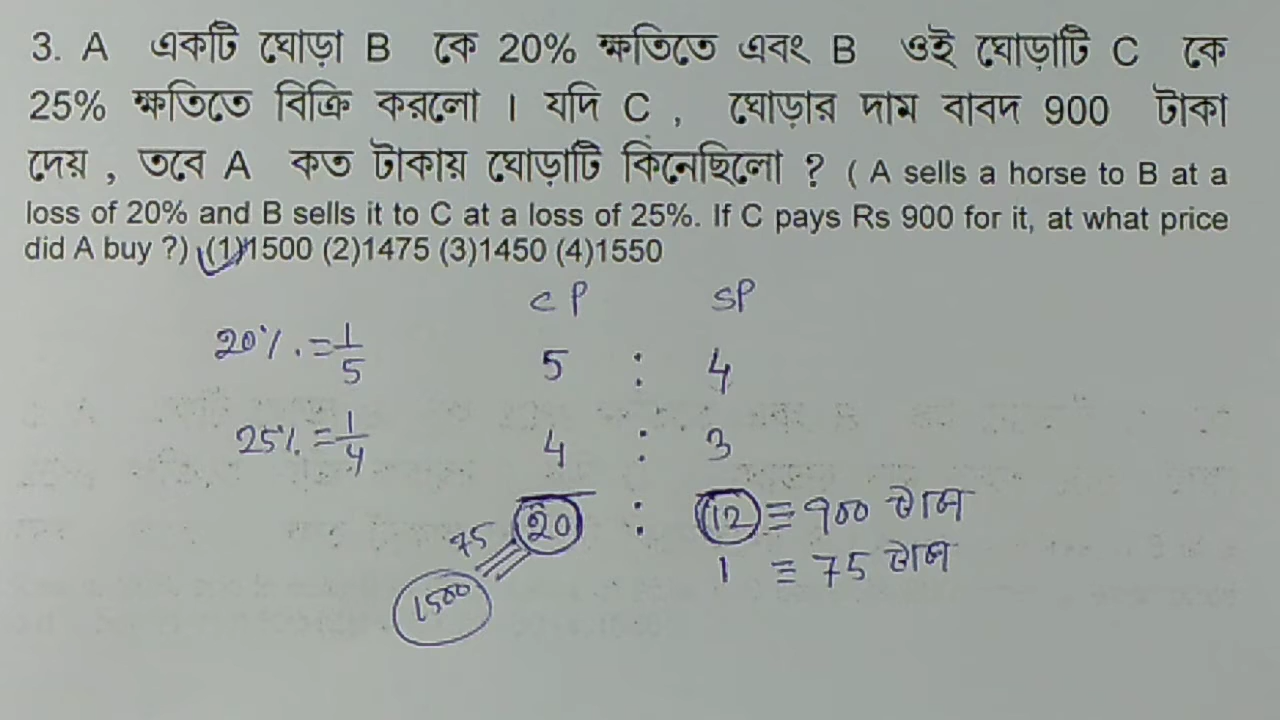 3. A একটি ঘোড়া B কে 20% ক্ষতিতে এবং B ওই ঘোড়াটি C কে
25% ক্ষতিতে বিক্রি করলো । যদি C , ঘোড়ার দাম বাবদ 900 টাকা
দেয় , তবে A কত টাকায় ঘোড়াটি কিনেছিলো ? ( A sells a horse to B at a
loss of 20% and B sells it to C at a loss of 25%. If C pays Rs 900 for it, at what price
did A buy ?) (1)1500 (2)1475 (3)1450 (4)1550
CP SP
20% = 1/5 5 : 4
25% = 1/4 4 : 3
20 : 12 ≡ 900 টাকা
75 1 ≡ 75 টাকা
1500